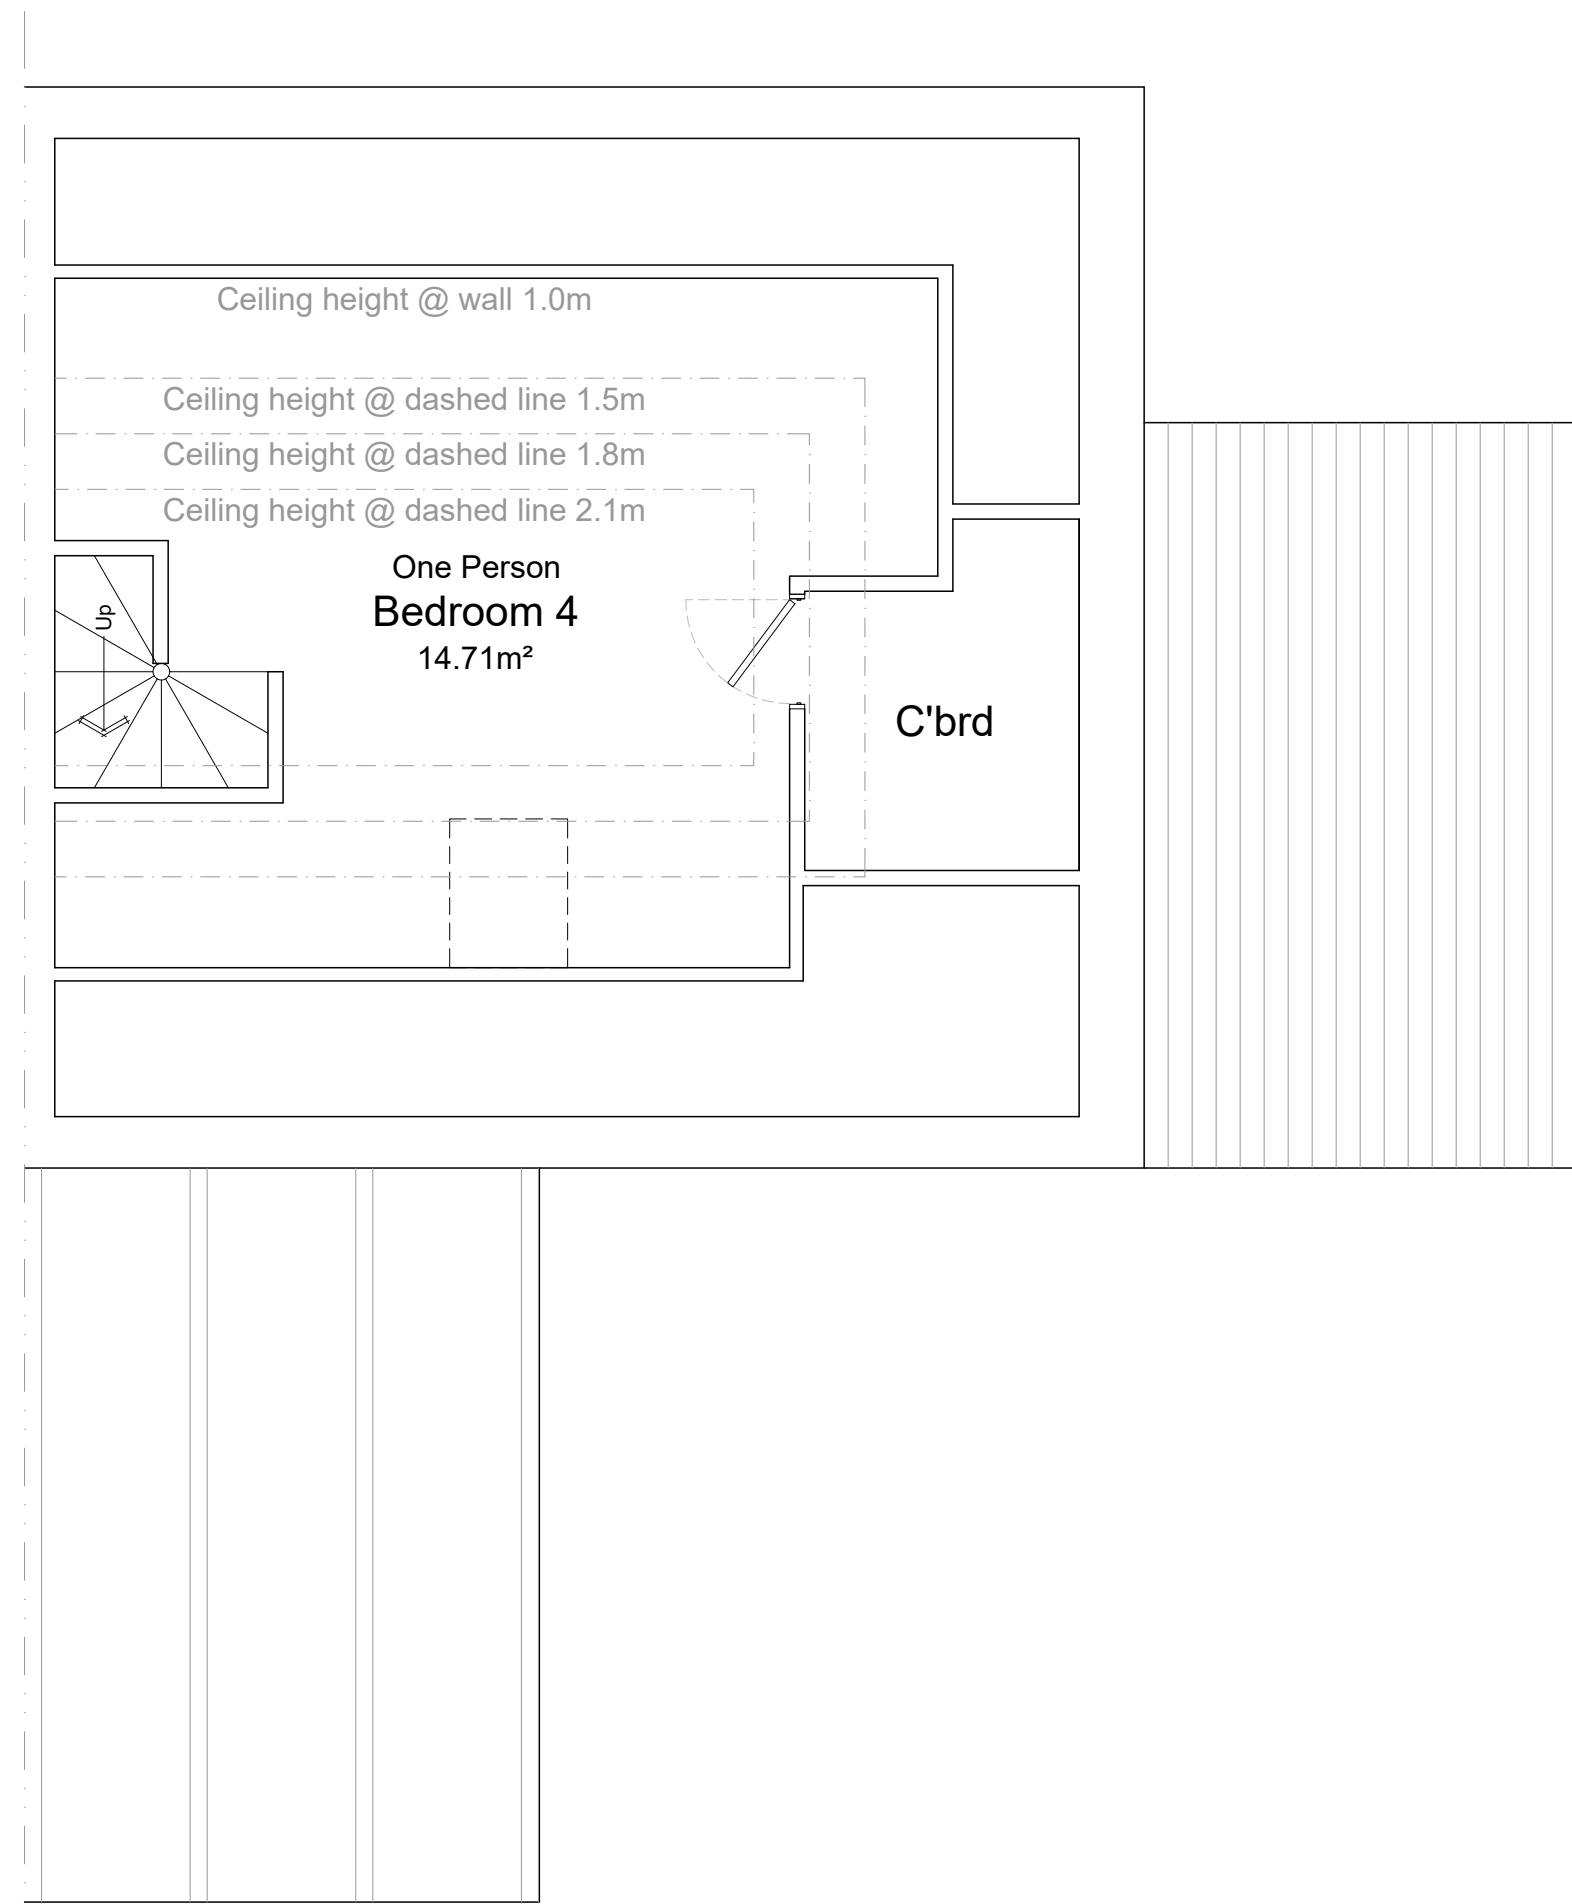 Ceiling height @ wall 1.0m
Ceiling height @ dashed line 1.5m
Ceiling height @ dashed line 1.8m
Ceiling height @ dashed line 2.1m
One Person
Bedroom 4
14.71m²
Up
C'brd